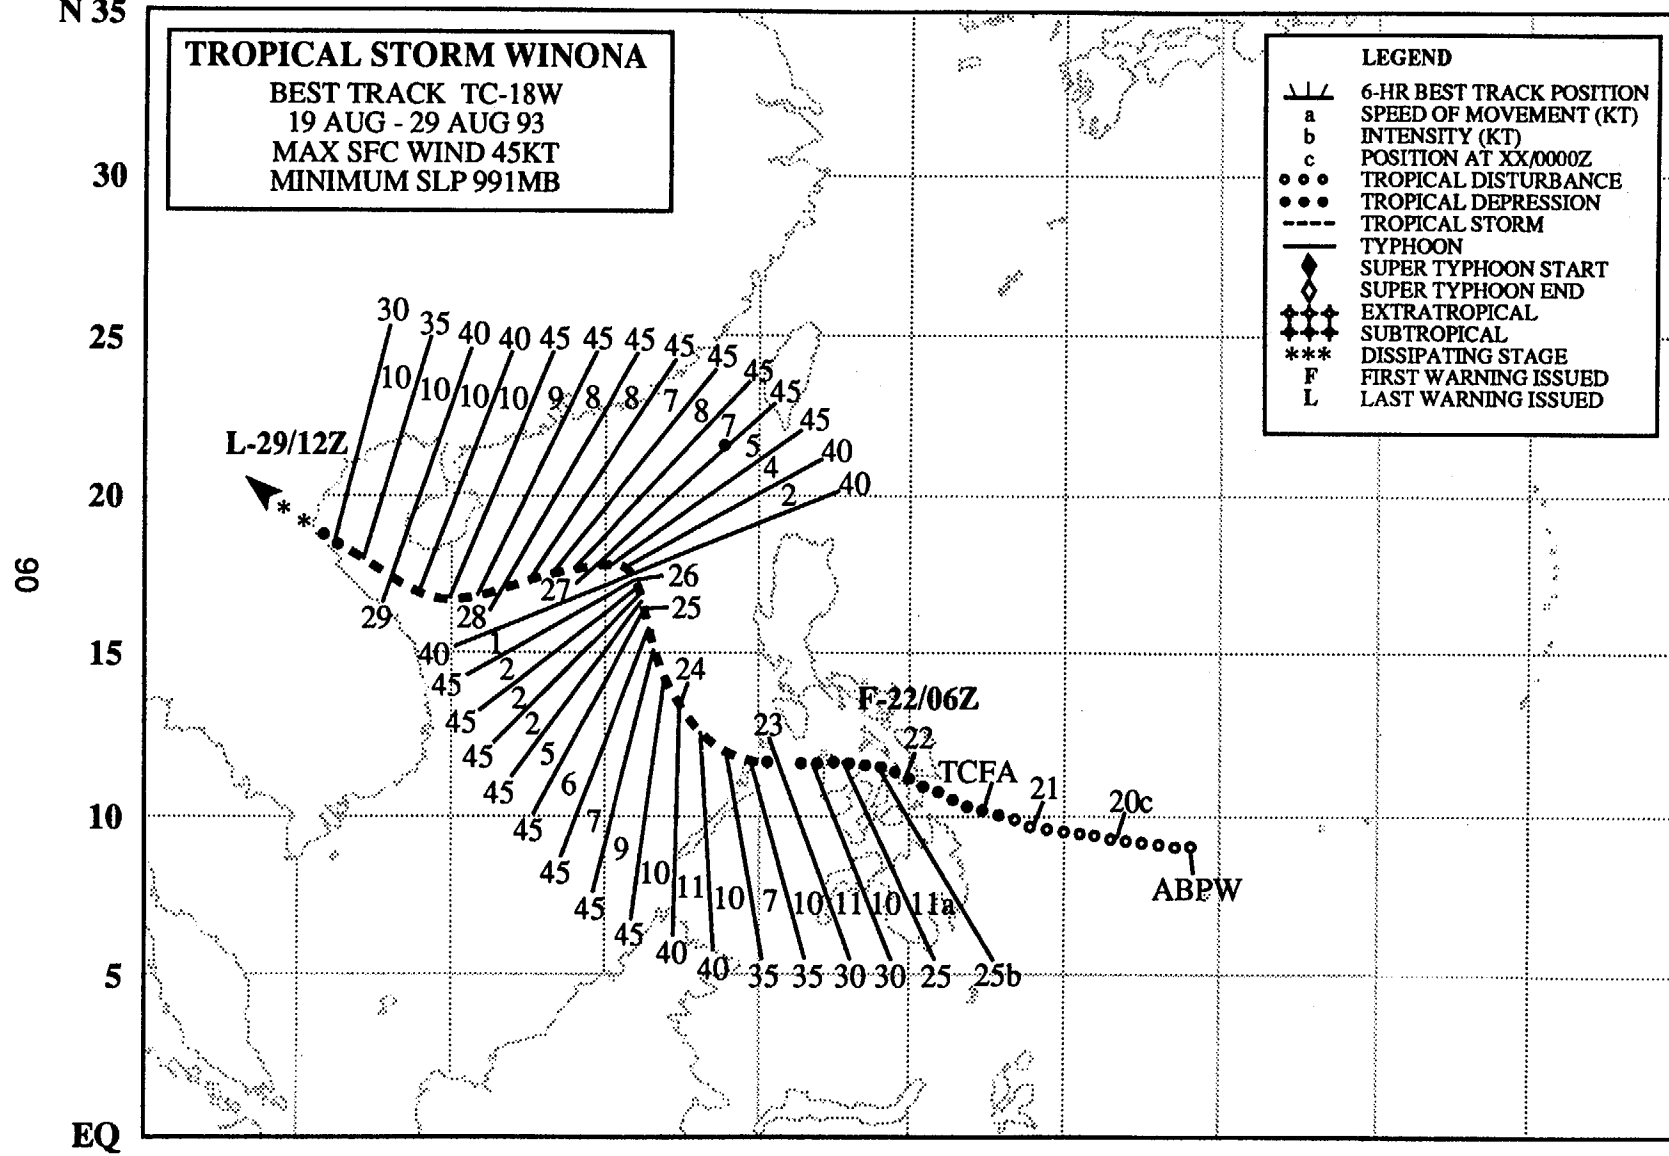 N 35
TROPICAL STORM WINONA
BEST TRACK TC-18W
19 AUG - 29 AUG 93
MAX SFC WIND 45KT
MINIMUM SLP 991MB
LEGEND
6-HR BEST TRACK POSITION
a SPEED OF MOVEMENT (KT)
b INTENSITY (KT)
c POSITION AT XX/0000Z
TROPICAL DISTURBANCE
TROPICAL DEPRESSION
TROPICAL STORM
TYPHOON
SUPER TYPHOON START
SUPER TYPHOON END
EXTRATROPICAL
SUBTROPICAL
*** DISSIPATING STAGE
F FIRST WARNING ISSUED
L LAST WARNING ISSUED
30
25
20
15
10
5
EQ
90
30 35 40 40 45 45 45 45 45 45 45 45 40 40
10 10 10 10 9 8 8 7 8 7 5 4 2
L-29/12Z
* *
29 28 27 26 25 24 23 22 21 20c
40 45 45 45 45 45 45 45 45 40 40 35 35 30 30 25 25b
1 2 2 2 5 6 7 9 10 11 10 7 10 11 10 11a
F-22/06Z
TCFA
ABPW